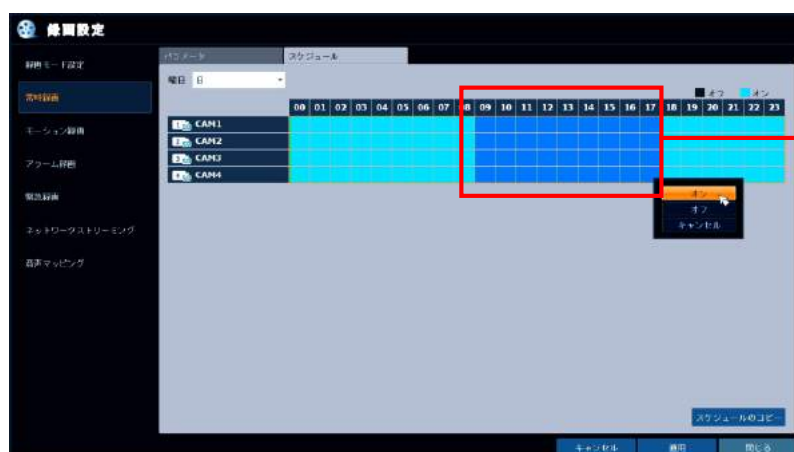 録画設定
パラメータ
スケジュール
録画モード設定
常時録画
モーション録画
アラーム録画
緊急録画
ネットワークストリーミング
音声マッピング
曜日 日
オフ オン
00 01 02 03 04 05 06 07 08 09 10 11 12 13 14 15 16 17 18 19 20 21 22 23
1 CAM1
2 CAM2
3 CAM3
4 CAM4
オン
オフ
キャンセル
スケジュールのコピー
キャンセル 適用 閉じる